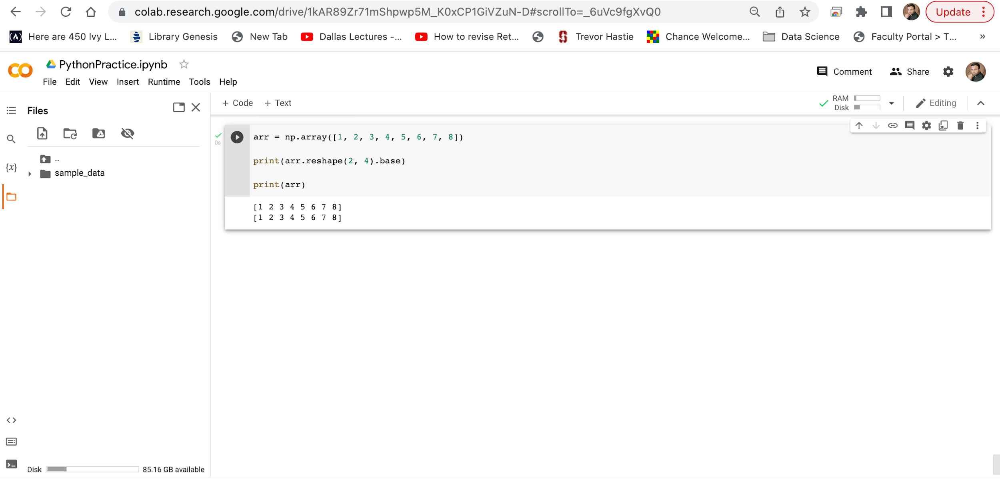 colab.research.google.com/drive/1kAR89Zr71mShpwp5M_K0xCP1GiVZuN-D#scrollTo=_6uVc9fgXvQ0
Update
Here are 450 Ivy L...
Library Genesis
New Tab
Dallas Lectures -...
How to revise Ret...
Trevor Hastie
Chance Welcome...
Data Science
Faculty Portal > T...
»
PythonPractice.ipynb
File Edit View Insert Runtime Tools Help
Comment
Share
Files
+ Code + Text
RAM
Disk
Editing
{x}
..
sample_data
0s
arr = np.array([1, 2, 3, 4, 5, 6, 7, 8])
print(arr.reshape(2, 4).base)
print(arr)
[1 2 3 4 5 6 7 8]
[1 2 3 4 5 6 7 8]
Disk
85.16 GB available